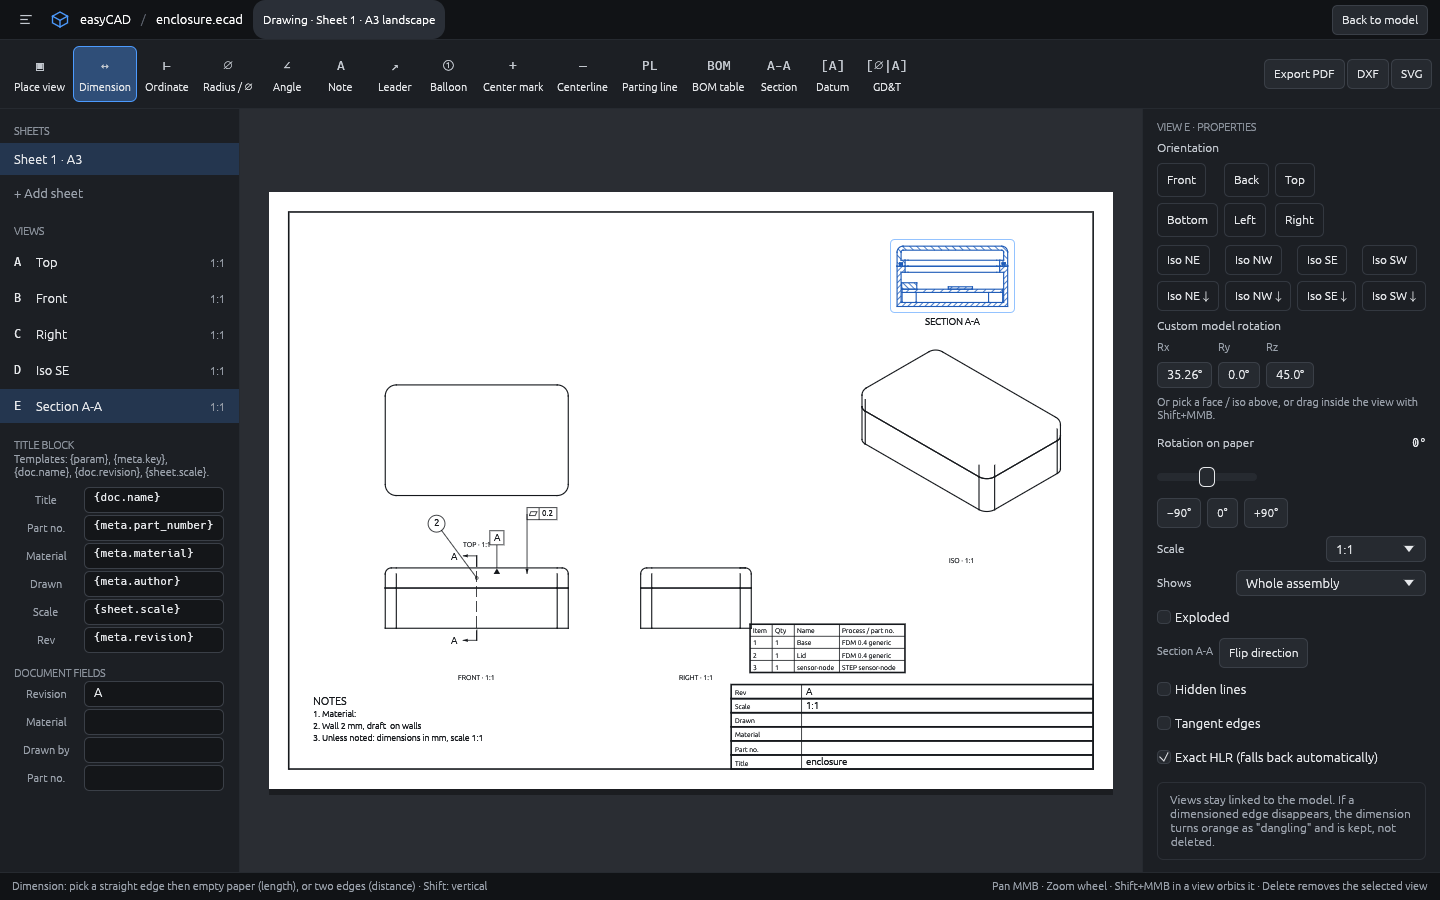 easyCAD / enclosure.ecad Drawing · Sheet 1 · A3 landscape Back to model
Place view Dimension Ordinate Radius / ⌀ Angle Note Leader Balloon Center mark Centerline Parting line BOM table Section Datum GD&T
PL BOM A–A [A] [⌀|A]
Export PDF DXF SVG
SHEETS
Sheet 1 · A3
+ Add sheet
VIEWS
A Top 1:1
B Front 1:1
C Right 1:1
D Iso SE 1:1
E Section A-A 1:1
TITLE BLOCK
Templates: {param}, {meta.key},
{doc.name}, {doc.revision}, {sheet.scale}.
Title {doc.name}
Part no. {meta.part_number}
Material {meta.material}
Drawn {meta.author}
Scale {sheet.scale}
Rev {meta.revision}
DOCUMENT FIELDS
Revision A
Material
Drawn by
Part no.
SECTION A-A
2
0.2
A
TOP · 1:1
A
A
ISO · 1:1
FRONT · 1:1
RIGHT · 1:1
Item Qty Name Process / part no.
1 1 Base FDM 0.4 generic
2 1 Lid FDM 0.4 generic
3 1 sensor-node STEP sensor-node
Rev A
Scale 1:1
Drawn
Material
Part no.
Title enclosure
NOTES
1. Material:
2. Wall 2 mm, draft on walls
3. Unless noted: dimensions in mm, scale 1:1
VIEW E · PROPERTIES
Orientation
Front Back Top
Bottom Left Right
Iso NE Iso NW Iso SE Iso SW
Iso NE ↓ Iso NW ↓ Iso SE ↓ Iso SW ↓
Custom model rotation
Rx Ry Rz
35.26° 0.0° 45.0°
Or pick a face / iso above, or drag inside the view with
Shift+MMB.
Rotation on paper 0°
−90° 0° +90°
Scale 1:1
Shows Whole assembly
Exploded
Section A-A Flip direction
Hidden lines
Tangent edges
Exact HLR (falls back automatically)
Views stay linked to the model. If a
dimensioned edge disappears, the dimension
turns orange as "dangling" and is kept, not
deleted.
Dimension: pick a straight edge then empty paper (length), or two edges (distance) · Shift: vertical
Pan MMB · Zoom wheel · Shift+MMB in a view orbits it · Delete removes the selected view